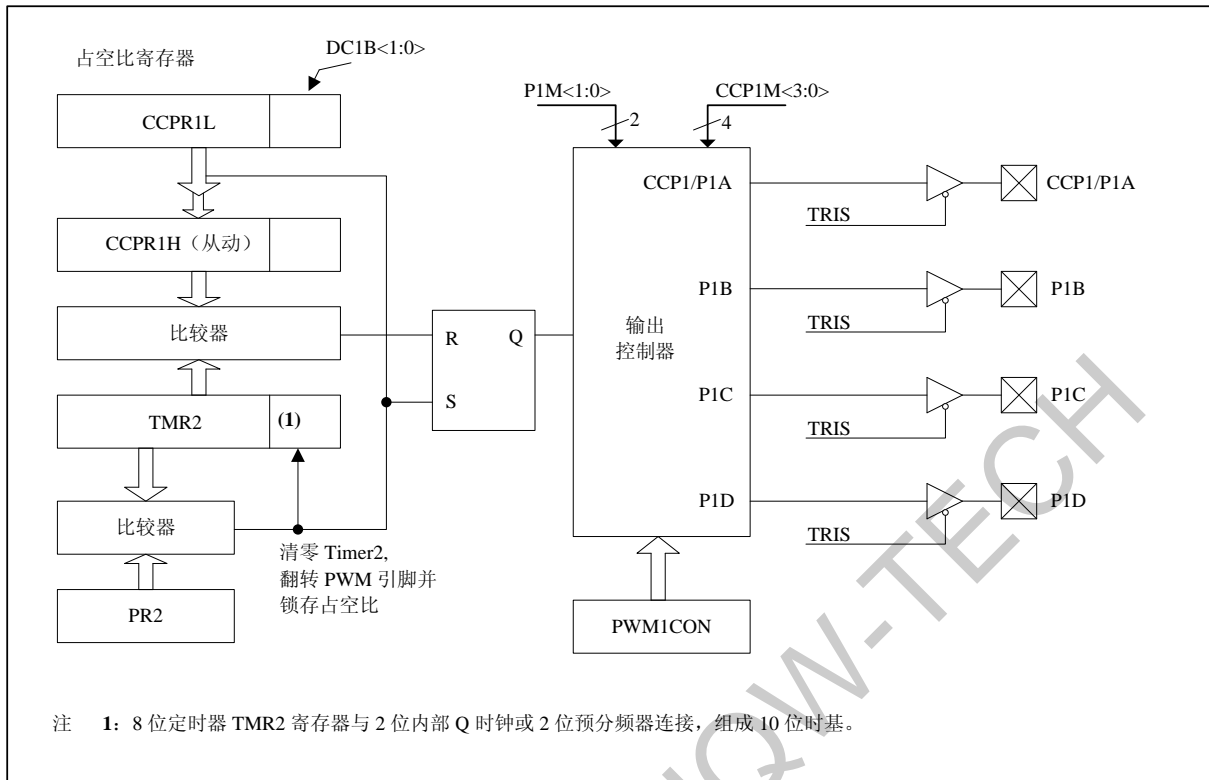 占空比寄存器
DC1B<1:0>
CCPR1L
CCPR1H（从动）
比较器
TMR2
(1)
比较器
PR2
清零 Timer2,
翻转 PWM 引脚并
锁存占空比
R
Q
S
P1M<1:0>
2
CCP1M<3:0>
4
CCP1/P1A
P1B
输出
控制器
P1C
P1D
PWM1CON
TRIS
CCP1/P1A
TRIS
P1B
TRIS
P1C
TRIS
P1D
注 1: 8 位定时器 TMR2 寄存器与 2 位内部 Q 时钟或 2 位预分频器连接，组成 10 位时基。
QW-TECH